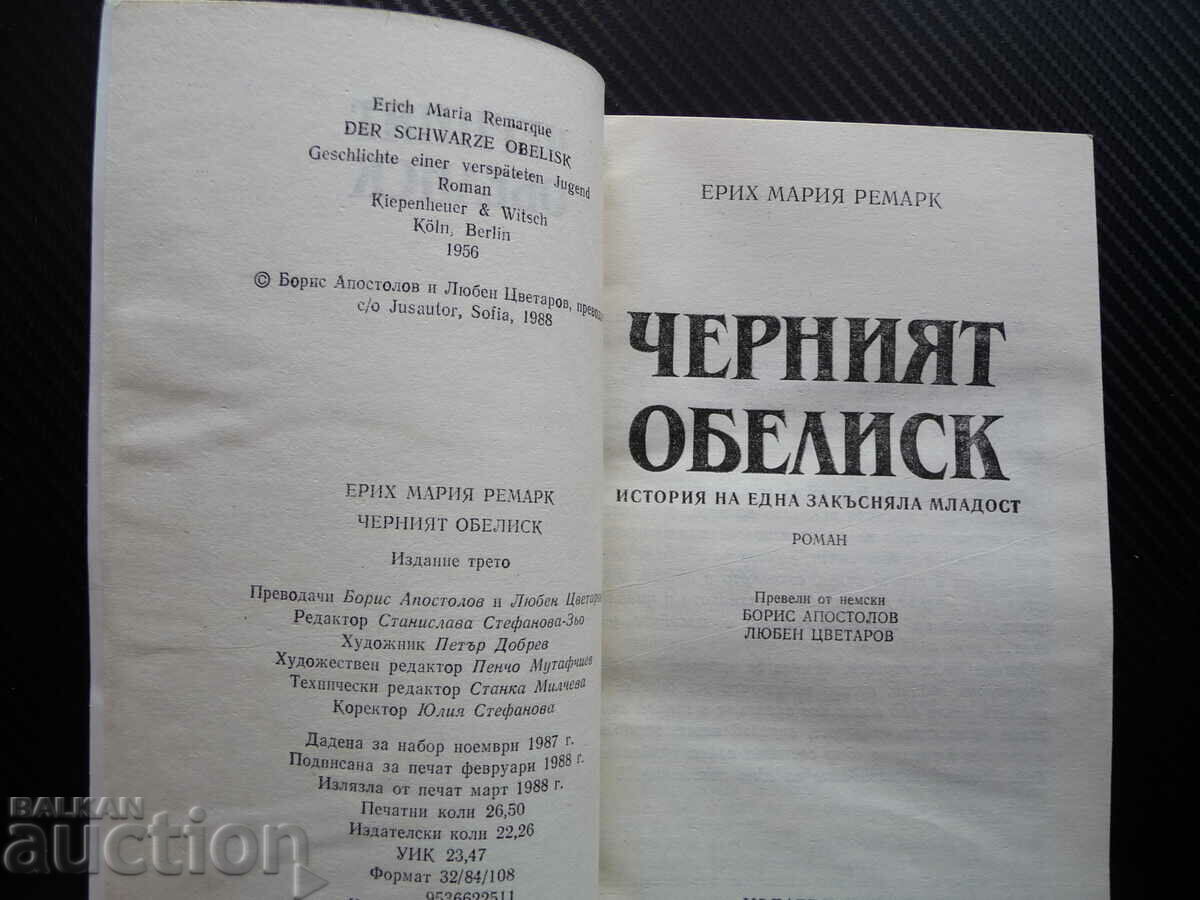 Erich Maria Remarque
DER SCHWARZE OBELISK
Geschlichte einer verspäteten Jugend
Roman
Kiepenheuer & Witsch
Köln, Berlin
1956
© Борис Апостолов и Любен Цветаров,
c/o Jusautor, Sofia, 1988
ЕРИХ МАРИЯ РЕМАРК
ЧЕРНИЯТ ОБЕЛИСК
Издание трето
Преводачи Борис Апостолов и Любен
Редактор Станислава Стефанова-Зьо
Художник Петър Добрев
Художествен редактор Пенчо Мутафчиев
Технически редактор Станка Милчева
Коректор Юлия Стефанова
Дадена за набор ноември 1987 г.
Подписана за печат февруари 1988 г.
Излязла от печат март 1988 г.
Печатни коли 26,50
Издателски коли 22,26
УИК 23,47
Формат 32/84/108
9536622511
ЕРИХ МАРИЯ РЕМАРК
ЧЕРНИЯТ
ОБЕЛИСК
ИСТОРИЯ НА ЕДНА ЗАКЪСНЯЛА МЛАДОСТ
РОМАН
Превели от немски
БОРИС АПОСТОЛОВ
ЛЮБЕН ЦВЕТАРОВ
BALKAN
auction